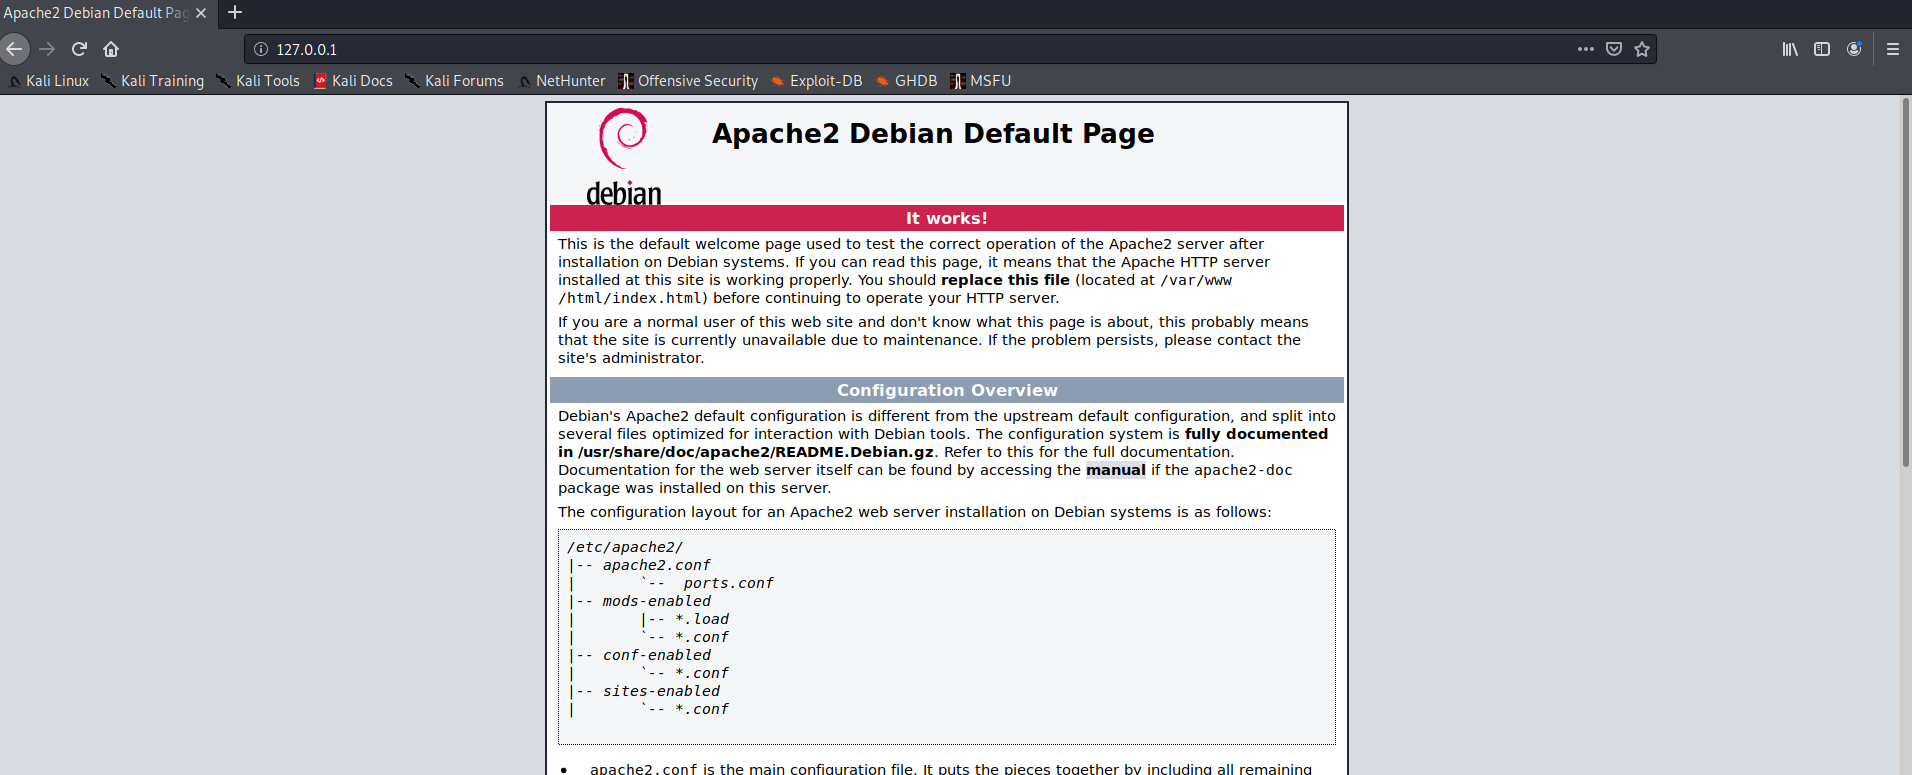 Apache2 Debian Default Pag
127.0.0.1
Kali Linux Kali Training Kali Tools Kali Docs Kali Forums NetHunter Offensive Security Exploit-DB GHDB MSFU
debian
Apache2 Debian Default Page
It works!
This is the default welcome page used to test the correct operation of the Apache2 server after
installation on Debian systems. If you can read this page, it means that the Apache HTTP server
installed at this site is working properly. You should replace this file (located at /var/www
/html/index.html) before continuing to operate your HTTP server.
If you are a normal user of this web site and don't know what this page is about, this probably means
that the site is currently unavailable due to maintenance. If the problem persists, please contact the
site's administrator.
Configuration Overview
Debian's Apache2 default configuration is different from the upstream default configuration, and split into
several files optimized for interaction with Debian tools. The configuration system is fully documented
in /usr/share/doc/apache2/README.Debian.gz. Refer to this for the full documentation.
Documentation for the web server itself can be found by accessing the manual if the apache2-doc
package was installed on this server.
The configuration layout for an Apache2 web server installation on Debian systems is as follows:
/etc/apache2/
|-- apache2.conf
|       `--  ports.conf
|-- mods-enabled
|       |-- *.load
|       `-- *.conf
|-- conf-enabled
|       `-- *.conf
|-- sites-enabled
|       `-- *.conf
• apache2.conf is the main configuration file. It puts the pieces together by including all remaining